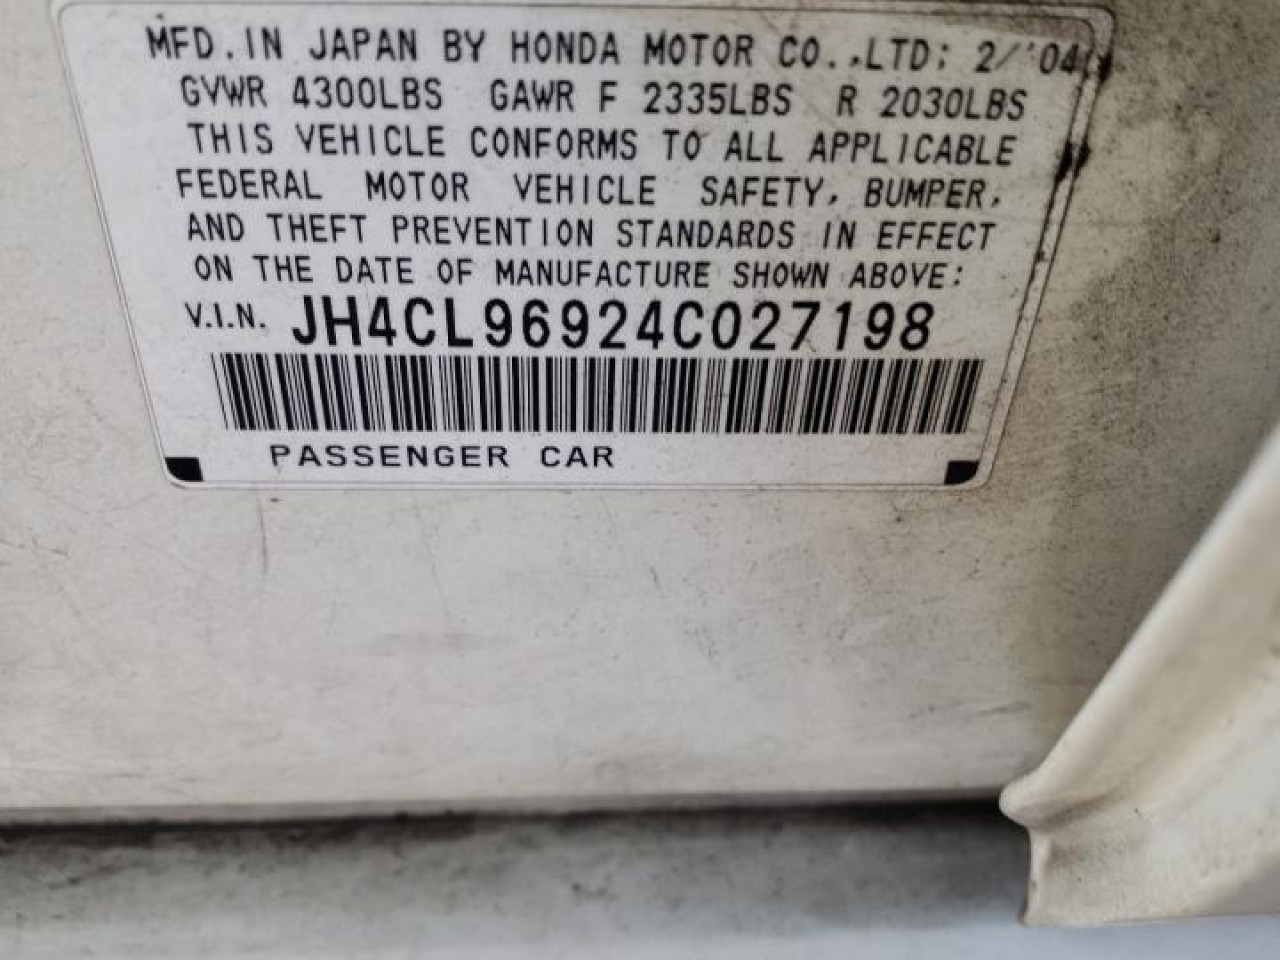 MFD. IN JAPAN BY HONDA MOTOR CO., LTD: 2/'04
GVWR 4300LBS GAWR F 2335LBS R 2030LBS
THIS VEHICLE CONFORMS TO ALL APPLICABLE
FEDERAL MOTOR VEHICLE SAFETY, BUMPER,
AND THEFT PREVENTION STANDARDS IN EFFECT
ON THE DATE OF MANUFACTURE SHOWN ABOVE:
V.I.N. JH4CL96924C027198
PASSENGER CAR